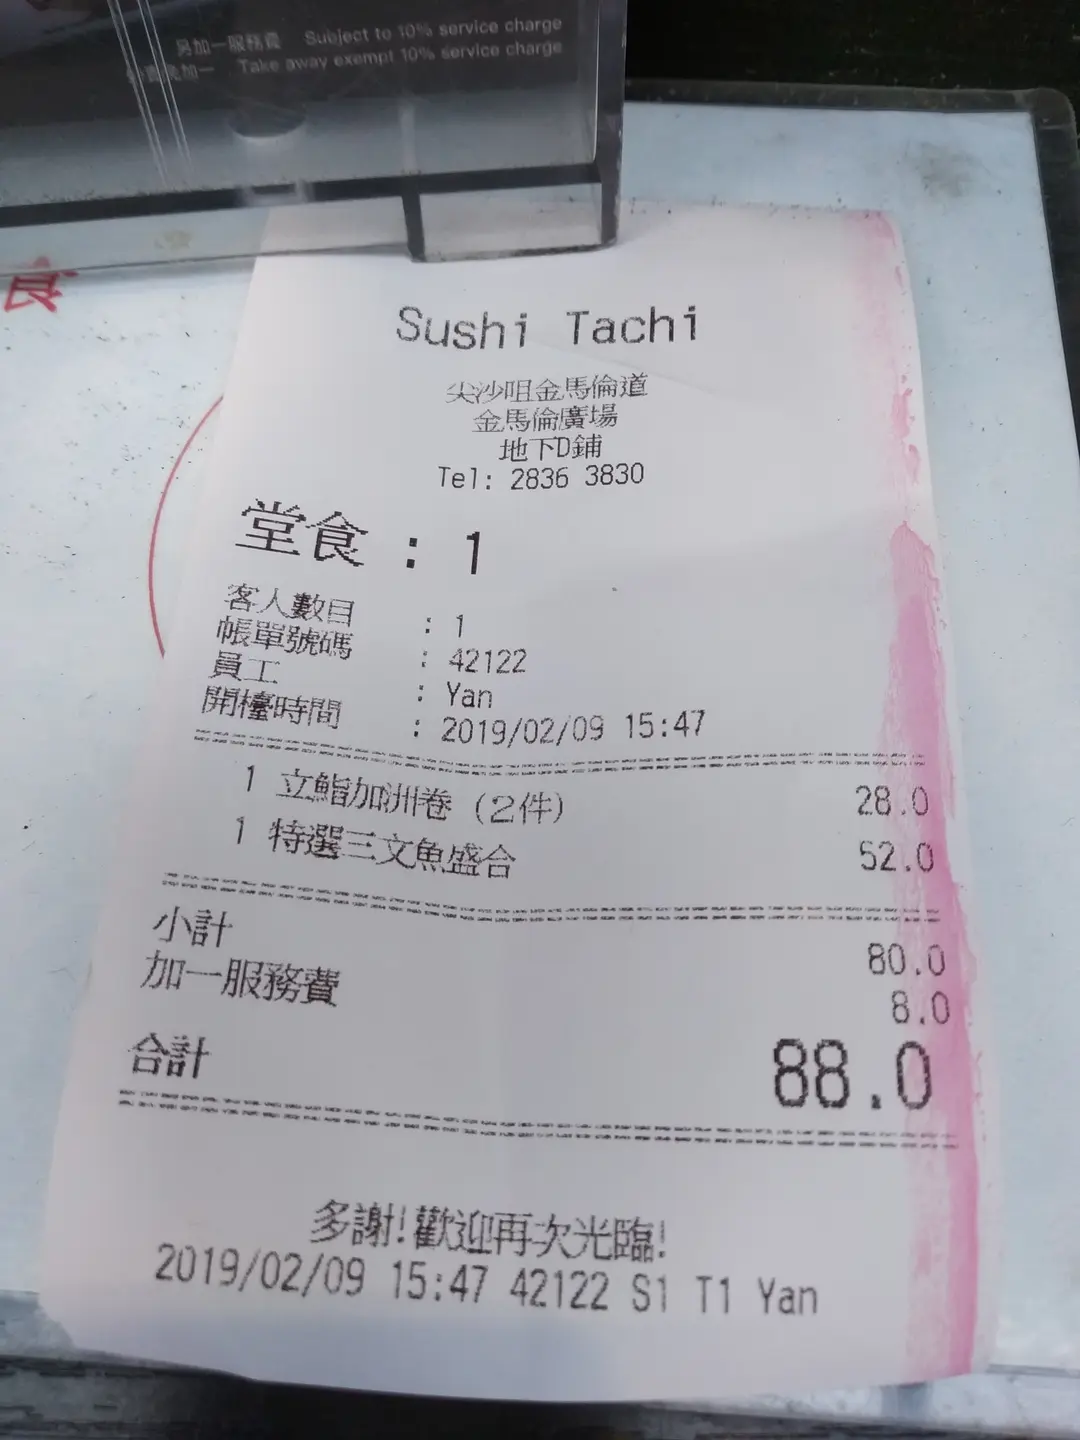 另加一服務費 Subject to 10% service charge
加一 Take away exempt 10% service charge
食
Sushi Tachi
尖沙咀金馬倫道
金馬倫廣場
地下D鋪
Tel: 2836 3830
堂食 : 1
客人數目 : 1
帳單號碼 : 42122
員工 : Yan
開檯時間 : 2019/02/09 15:47
1 立鮨加洲卷 (2件) 28.0
1 特選三文魚盛合 52.0
小計 80.0
加一服務費 8.0
合計 88.0
多謝!歡迎再次光臨!
2019/02/09 15:47 42122 S1 T1 Yan